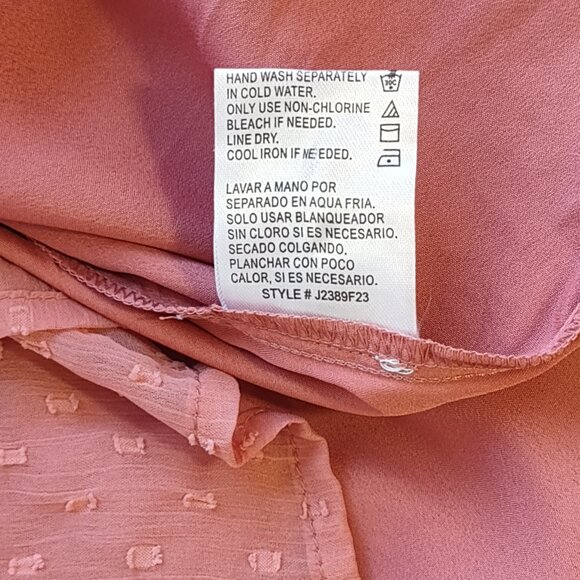 HAND WASH SEPARATELY
IN COLD WATER.
ONLY USE NON-CHLORINE
BLEACH IF NEEDED.
LINE DRY.
COOL IRON IF NEEDED.
LAVAR A MANO POR
SEPARADO EN AQUA FRIA.
SOLO USAR BLANQUEADOR
SIN CLORO SI ES NECESARIO.
SECADO COLGANDO.
PLANCHAR CON POCO
CALOR, SI ES NECESARIO.
STYLE # J2389F23